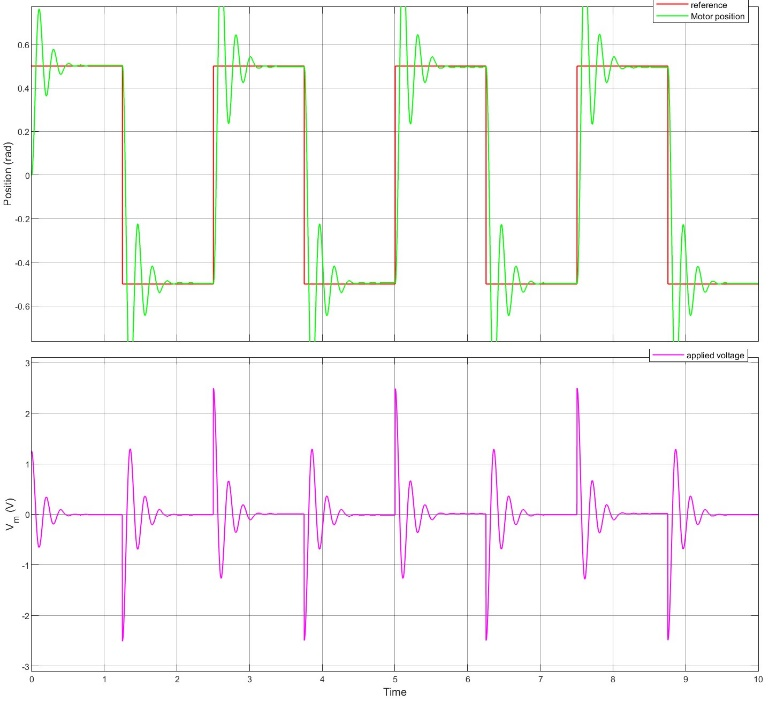 reference
Motor position
0.6
0.4
0.2
0
-0.2
-0.4
-0.6
Position (rad)
applied voltage
3
2
1
0
-1
-2
-3
V_m (V)
0 1 2 3 4 5 6 7 8 9 10
Time